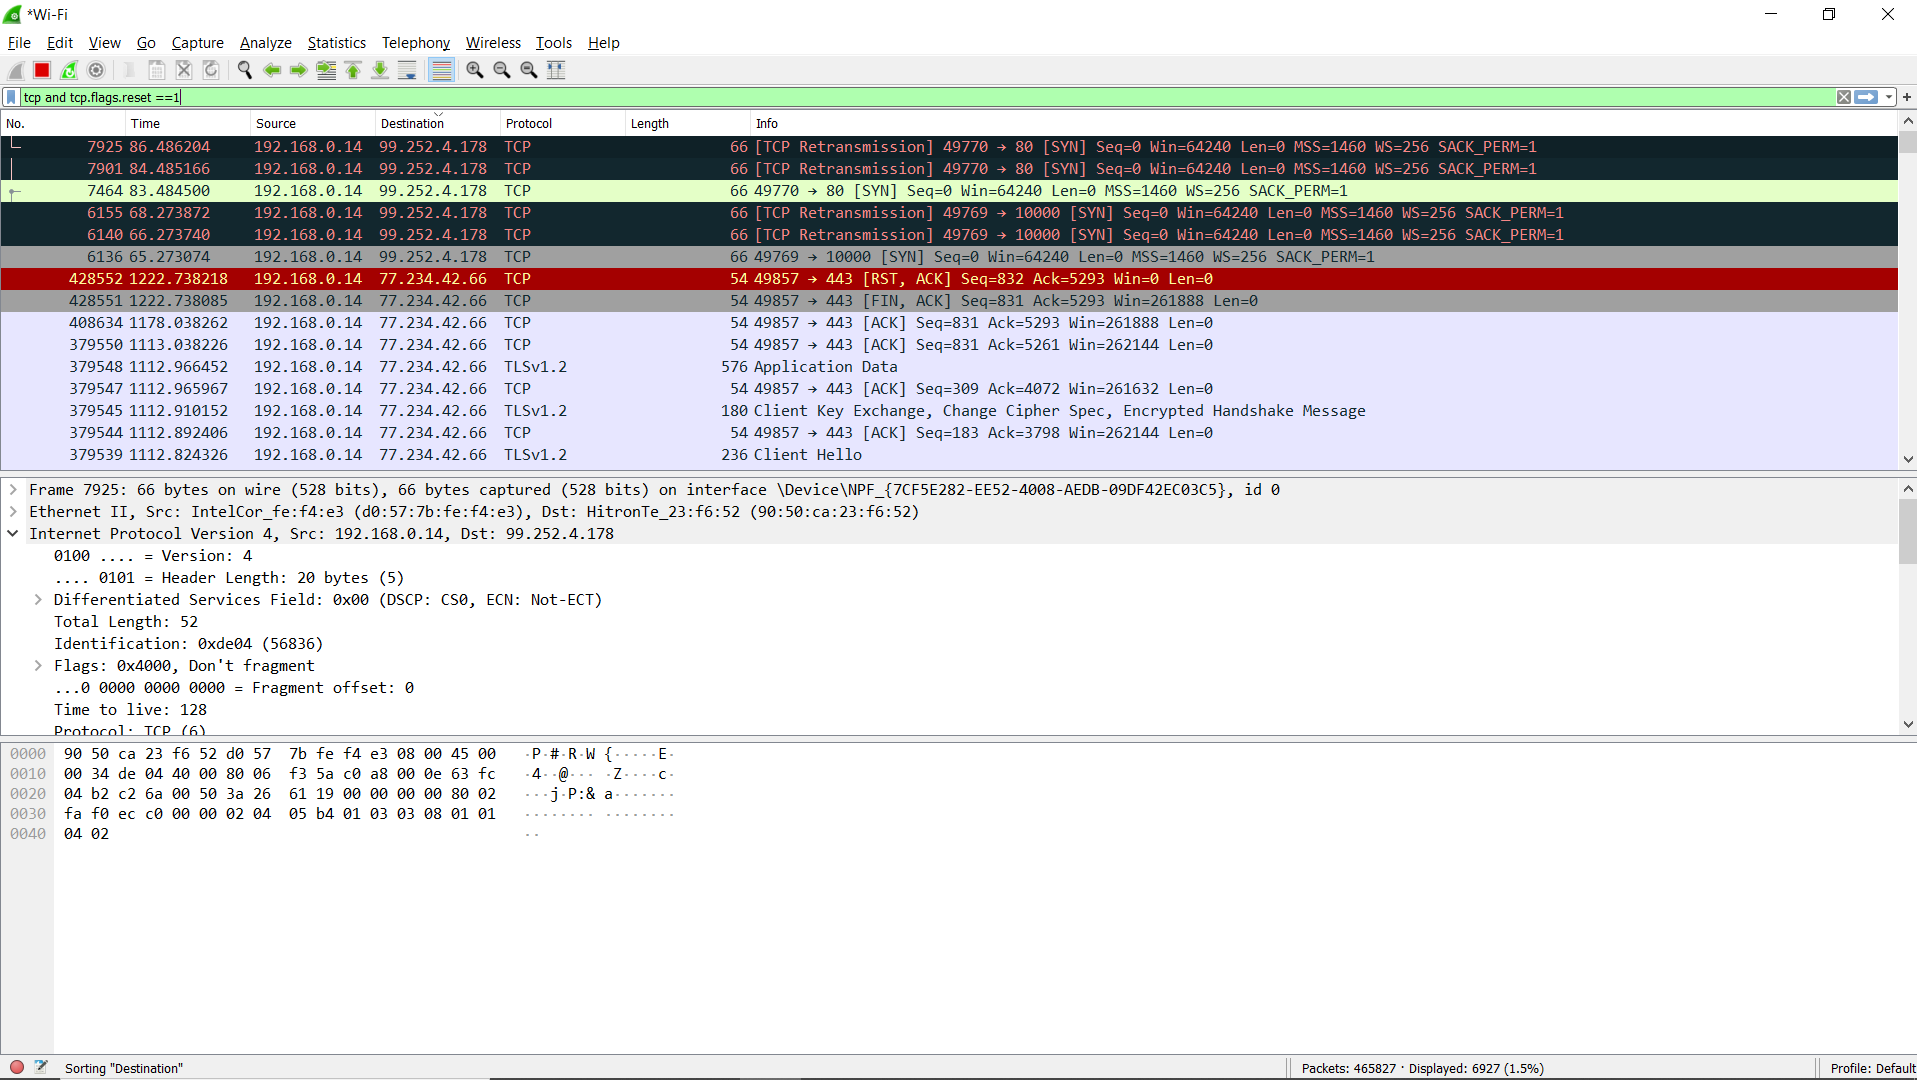 *Wi-Fi
File Edit View Go Capture Analyze Statistics Telephony Wireless Tools Help
tcp and tcp.flags.reset ==1
No. Time Source Destination Protocol Length Info
7925 86.486204 192.168.0.14 99.252.4.178 TCP 66 [TCP Retransmission] 49770 → 80 [SYN] Seq=0 Win=64240 Len=0 MSS=1460 WS=256 SACK_PERM=1
7901 84.485166 192.168.0.14 99.252.4.178 TCP 66 [TCP Retransmission] 49770 → 80 [SYN] Seq=0 Win=64240 Len=0 MSS=1460 WS=256 SACK_PERM=1
7464 83.484500 192.168.0.14 99.252.4.178 TCP 66 49770 → 80 [SYN] Seq=0 Win=64240 Len=0 MSS=1460 WS=256 SACK_PERM=1
6155 68.273872 192.168.0.14 99.252.4.178 TCP 66 [TCP Retransmission] 49769 → 10000 [SYN] Seq=0 Win=64240 Len=0 MSS=1460 WS=256 SACK_PERM=1
6140 66.273740 192.168.0.14 99.252.4.178 TCP 66 [TCP Retransmission] 49769 → 10000 [SYN] Seq=0 Win=64240 Len=0 MSS=1460 WS=256 SACK_PERM=1
6136 65.273074 192.168.0.14 99.252.4.178 TCP 66 49769 → 10000 [SYN] Seq=0 Win=64240 Len=0 MSS=1460 WS=256 SACK_PERM=1
428552 1222.738218 192.168.0.14 77.234.42.66 TCP 54 49857 → 443 [RST, ACK] Seq=832 Ack=5293 Win=0 Len=0
428551 1222.738085 192.168.0.14 77.234.42.66 TCP 54 49857 → 443 [FIN, ACK] Seq=831 Ack=5293 Win=261888 Len=0
408634 1178.038262 192.168.0.14 77.234.42.66 TCP 54 49857 → 443 [ACK] Seq=831 Ack=5293 Win=261888 Len=0
379550 1113.038226 192.168.0.14 77.234.42.66 TCP 54 49857 → 443 [ACK] Seq=831 Ack=5261 Win=262144 Len=0
379548 1112.966452 192.168.0.14 77.234.42.66 TLSv1.2 576 Application Data
379547 1112.965967 192.168.0.14 77.234.42.66 TCP 54 49857 → 443 [ACK] Seq=309 Ack=4072 Win=261632 Len=0
379545 1112.910152 192.168.0.14 77.234.42.66 TLSv1.2 180 Client Key Exchange, Change Cipher Spec, Encrypted Handshake Message
379544 1112.892406 192.168.0.14 77.234.42.66 TCP 54 49857 → 443 [ACK] Seq=183 Ack=3798 Win=262144 Len=0
379539 1112.824326 192.168.0.14 77.234.42.66 TLSv1.2 236 Client Hello
Frame 7925: 66 bytes on wire (528 bits), 66 bytes captured (528 bits) on interface \Device\NPF_{7CF5E282-EE52-4008-AEDB-09DF42EC03C5}, id 0
Ethernet II, Src: IntelCor_fe:f4:e3 (d0:57:7b:fe:f4:e3), Dst: HitronTe_23:f6:52 (90:50:ca:23:f6:52)
Internet Protocol Version 4, Src: 192.168.0.14, Dst: 99.252.4.178
0100 .... = Version: 4
.... 0101 = Header Length: 20 bytes (5)
Differentiated Services Field: 0x00 (DSCP: CS0, ECN: Not-ECT)
Total Length: 52
Identification: 0xde04 (56836)
Flags: 0x4000, Don't fragment
...0 0000 0000 0000 = Fragment offset: 0
Time to live: 128
Protocol: TCP (6)
0000 90 50 ca 23 f6 52 d0 57 7b fe f4 e3 08 00 45 00 ·P·#·R·W {·····E·
0010 00 34 de 04 40 00 80 06 f3 5a c0 a8 00 0e 63 fc ·4··@··· ·Z····c·
0020 04 b2 c2 6a 00 50 3a 26 61 19 00 00 00 00 80 02 ···j·P:& a·······
0030 fa f0 ec c0 00 00 02 04 05 b4 01 03 03 08 01 01 ········ ········
0040 04 02 ··
Sorting "Destination" Packets: 465827 · Displayed: 6927 (1.5%) Profile: Default